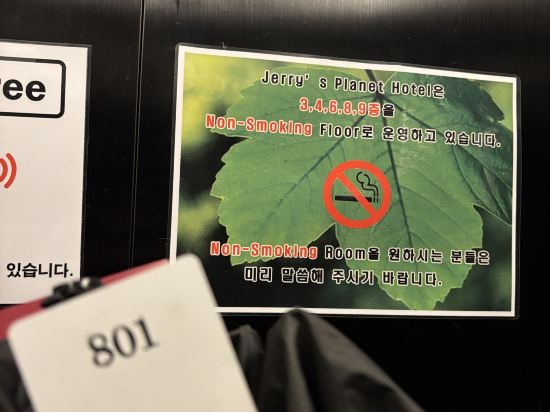 ree
있습니다.
Jerry's Planet Hotel은
3,4,6,8,9층을
Non-Smoking Floor로 운영하고 있습니다.
Non-Smoking Room을 원하시는 분들은
미리 말씀해 주시기 바랍니다.
801